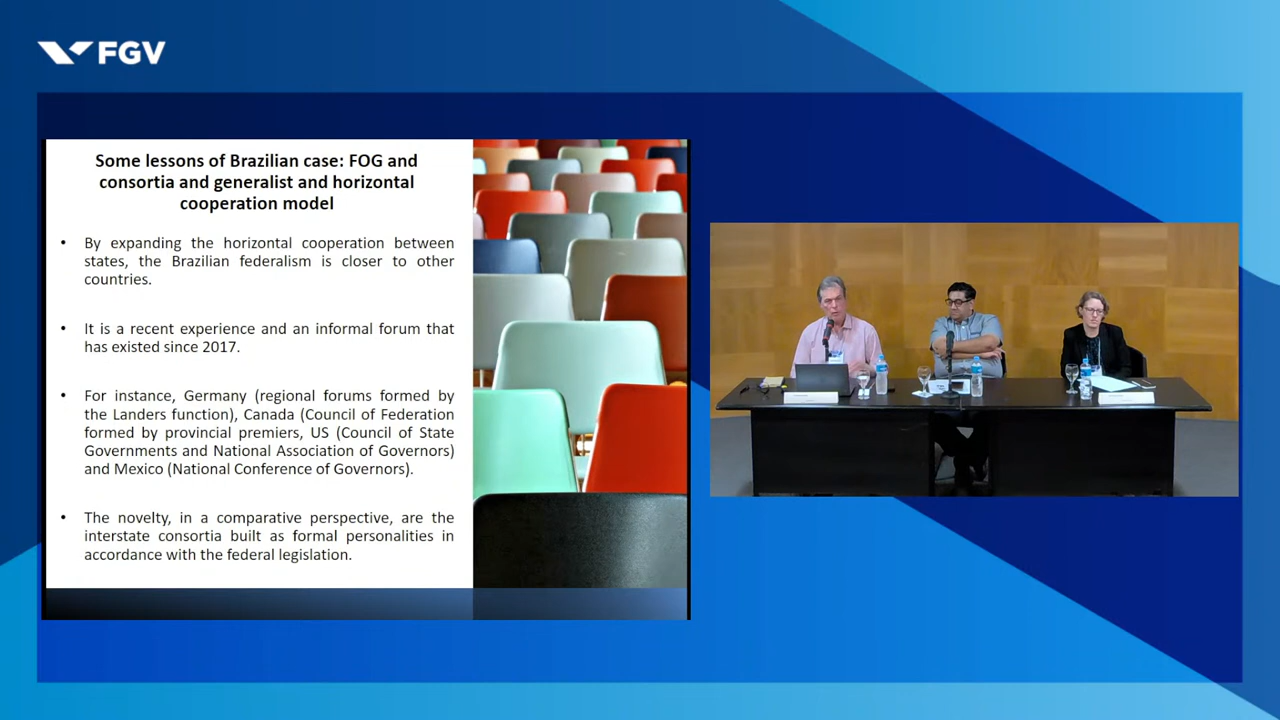 FGV
Some lessons of Brazilian case: FOG and
consortia and generalist and horizontal
cooperation model
• By expanding the horizontal cooperation between
states, the Brazilian federalism is closer to other
countries.
• It is a recent experience and an informal forum that
has existed since 2017.
• For instance, Germany (regional forums formed by
the Landers function), Canada (Council of Federation
formed by provincial premiers, US (Council of State
Governments and National Association of Governors)
and Mexico (National Conference of Governors).
• The novelty, in a comparative perspective, are the
interstate consortia built as formal personalities in
accordance with the federal legislation.